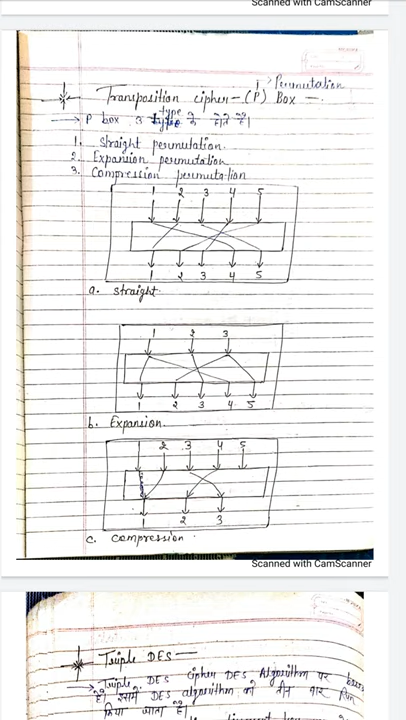 Scanned with CamScanner
Permutation
Transposition cipher - (P) Box -
type
→ P box 3 के होते हैं।
1. Straight permutation.
2. Expansion permutation
3. Compression permutation
1 2 3 4 5
1 2 3 4 5
a. straight.
1 2 3
1 2 3 4 5
b. Expansion.
1 2 3 4 5
1 2 3
c. compression.
Scanned with CamScanner
Triple DES -
→ Triple DES cipher DES Algorithm पर bases
है। इसमें DES algorithm को तीन बार Run
किया जाता है।